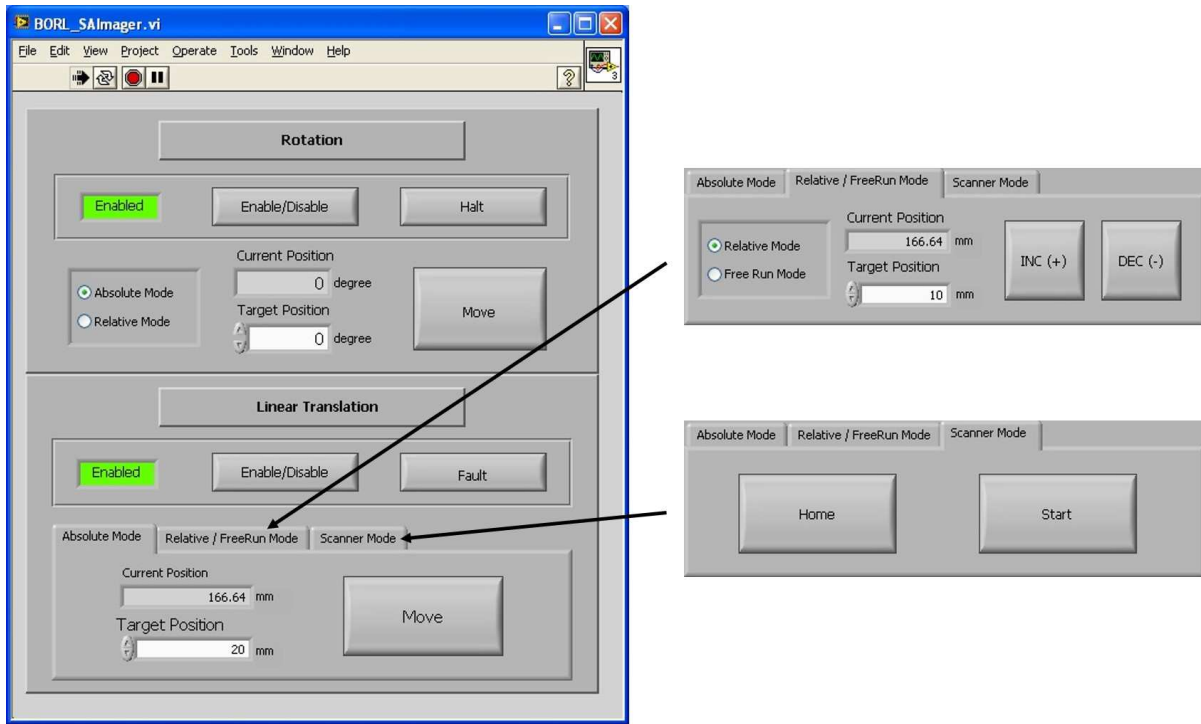 BORL_SAImager.vi
File Edit View Project Operate Tools Window Help
3
Rotation
Enabled Enable/Disable Halt
Current Position
0 degree
Absolute Mode
Relative Mode
Target Position
0 degree
Move
Linear Translation
Enabled Enable/Disable Fault
Absolute Mode Relative / FreeRun Mode Scanner Mode
Current Position
166.64 mm
Target Position
20 mm
Move
Absolute Mode Relative / FreeRun Mode Scanner Mode
Relative Mode
Free Run Mode
Current Position
166.64 mm
Target Position
10 mm
INC (+) DEC (-)
Absolute Mode Relative / FreeRun Mode Scanner Mode
Home Start